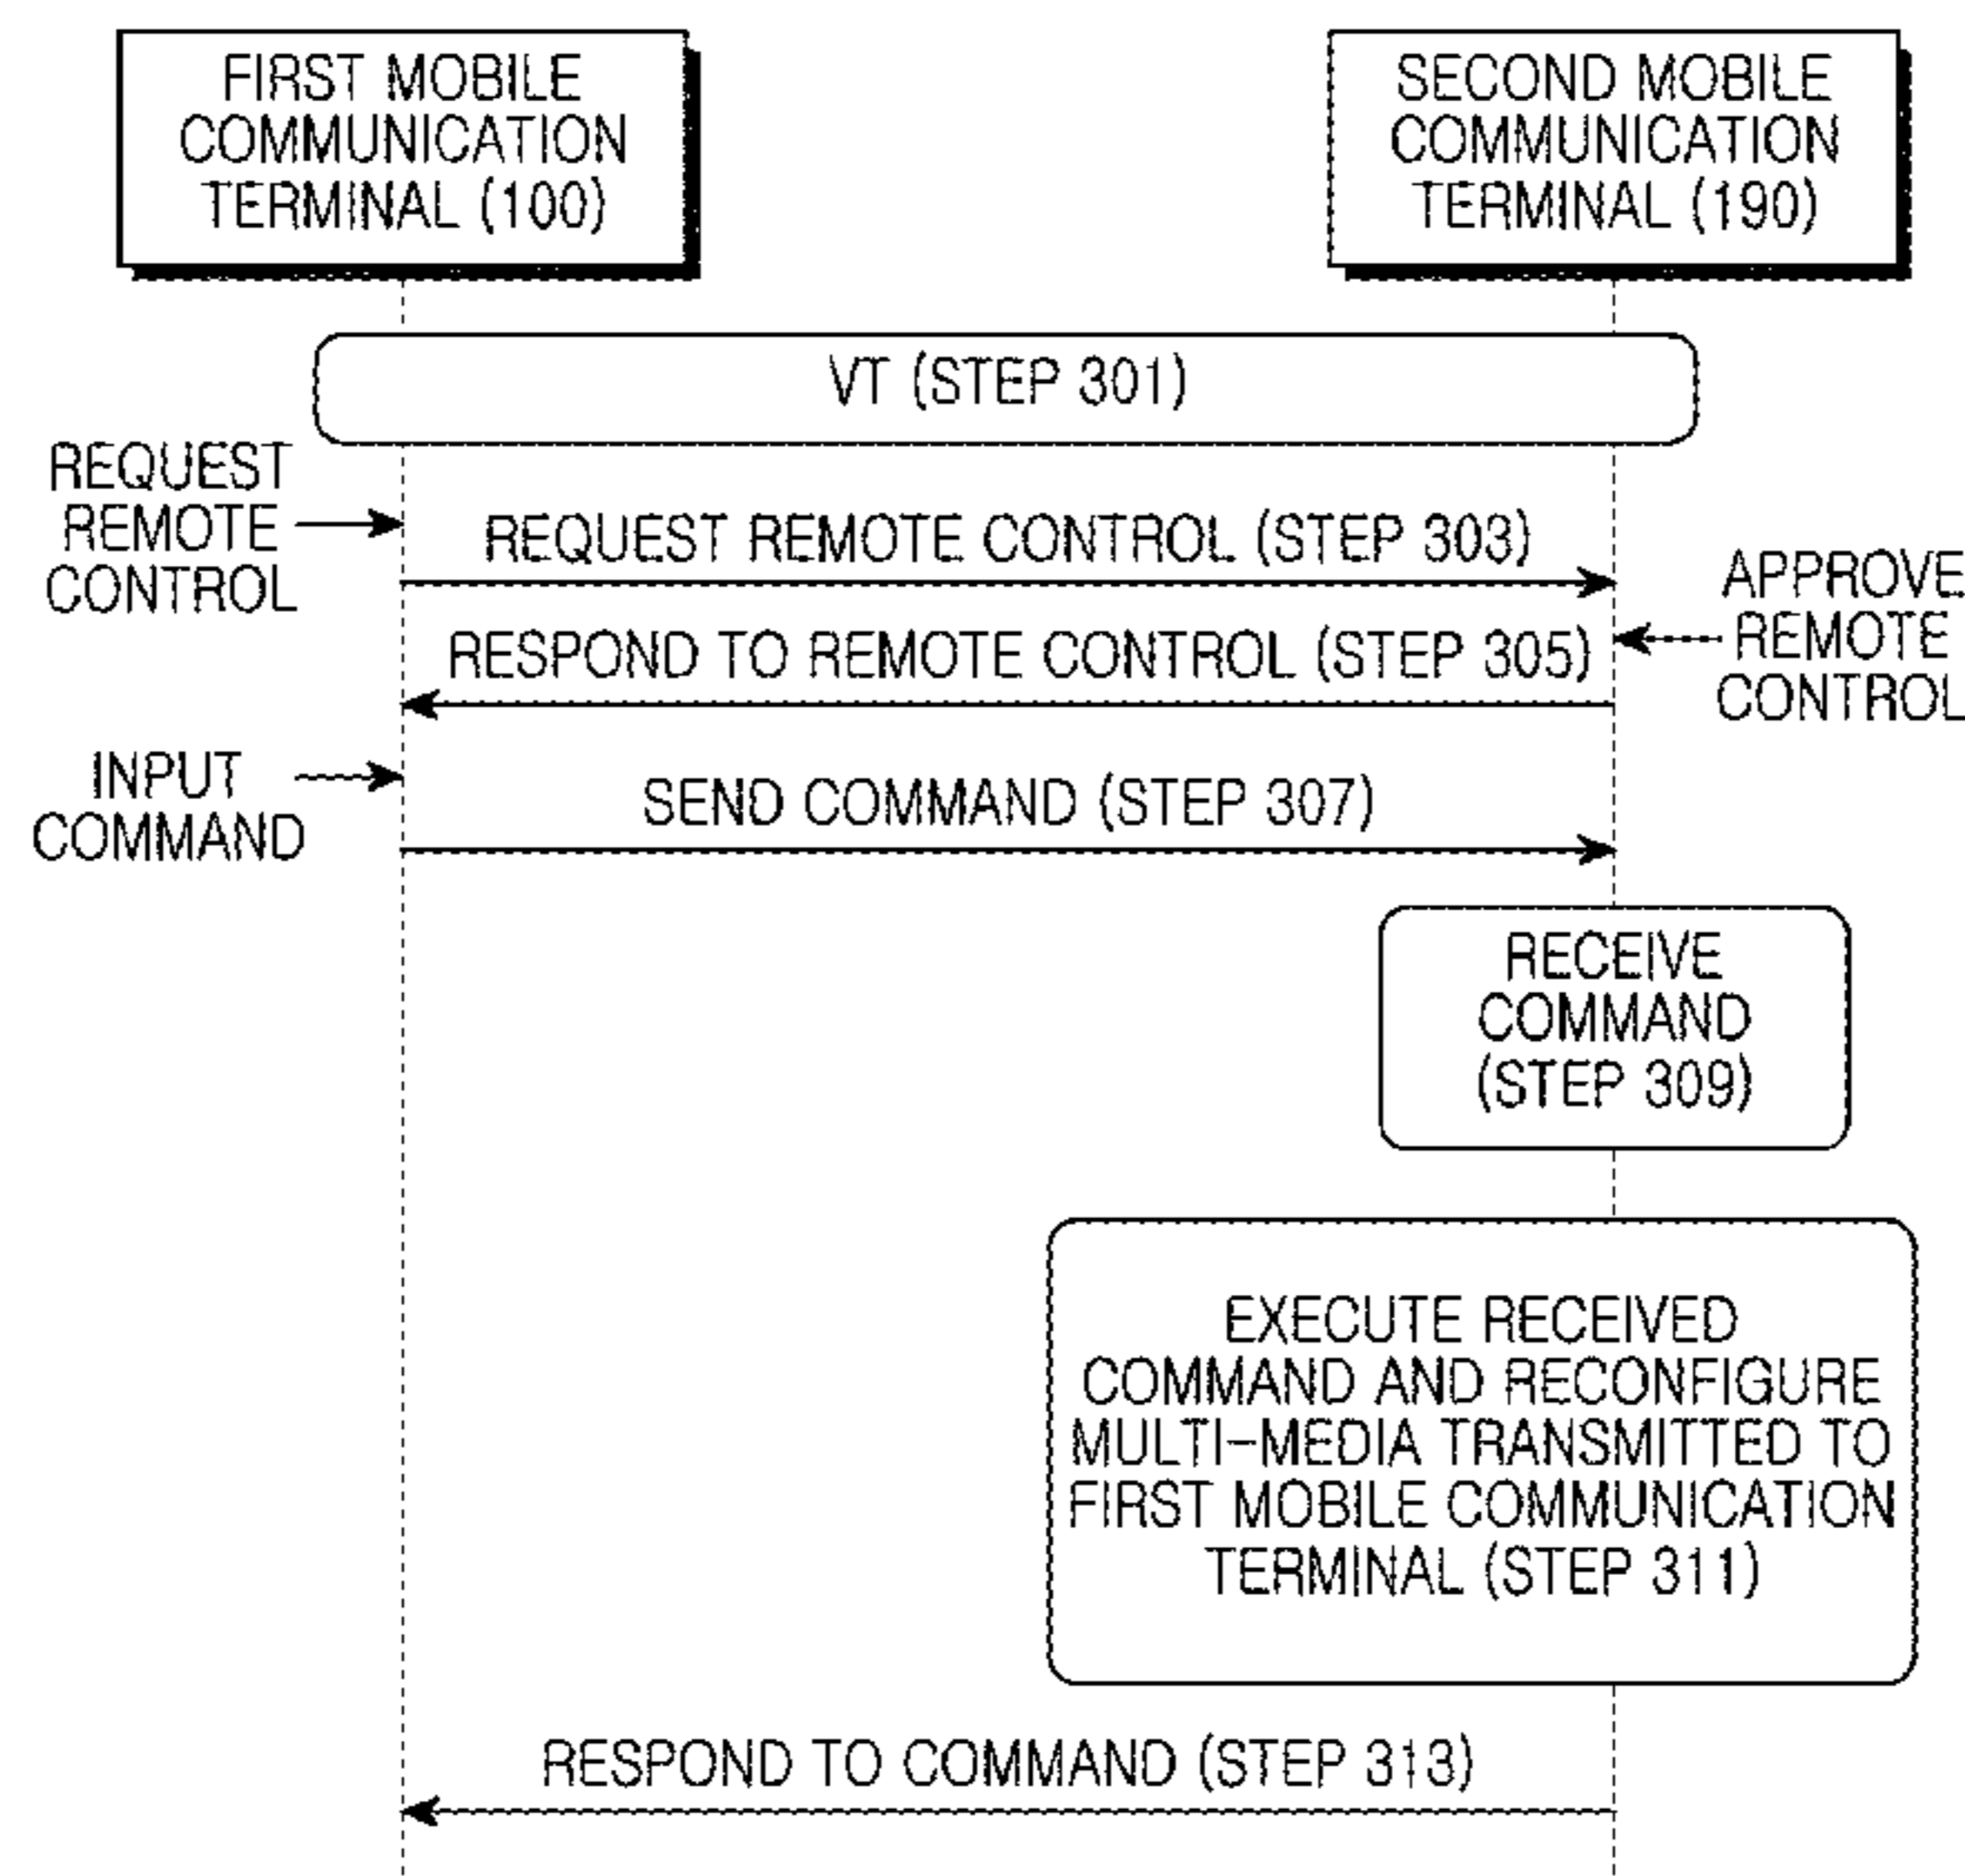 FIRST MOBILE
COMMUNICATION
TERMINAL (100)
SECOND MOBILE
COMMUNICATION
TERMINAL (190)
VT (STEP 301)
REQUEST
REMOTE
CONTROL
REQUEST REMOTE CONTROL (STEP 303)
APPROVE
REMOTE
CONTROL
RESPOND TO REMOTE CONTROL (STEP 305)
INPUT
COMMAND
SEND COMMAND (STEP 307)
RECEIVE
COMMAND
(STEP 309)
EXECUTE RECEIVED
COMMAND AND RECONFIGURE
MULTI-MEDIA TRANSMITTED TO
FIRST MOBILE COMMUNICATION
TERMINAL (STEP 311)
RESPOND TO COMMAND (STEP 313)